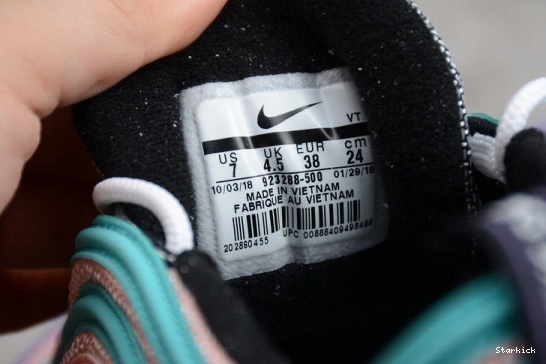 VT
US UK EUR cm
7 4.5 38 24
10/03/18 923288-500 01/29/19
MADE IN VIETNAM
FABRIQUE AU VIETNAM
202860455 UPC
Starkick